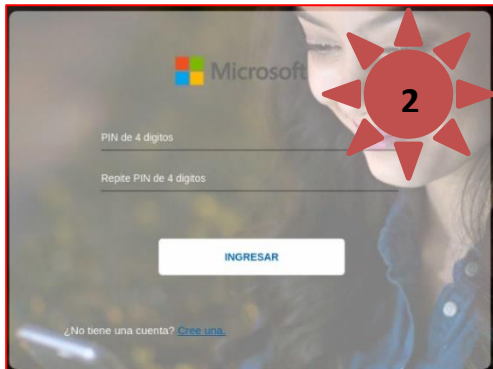 Microsoft
2
PIN de 4 digitos
Repite PIN de 4 digitos
INGRESAR
¿No tiene una cuenta? Cree una.